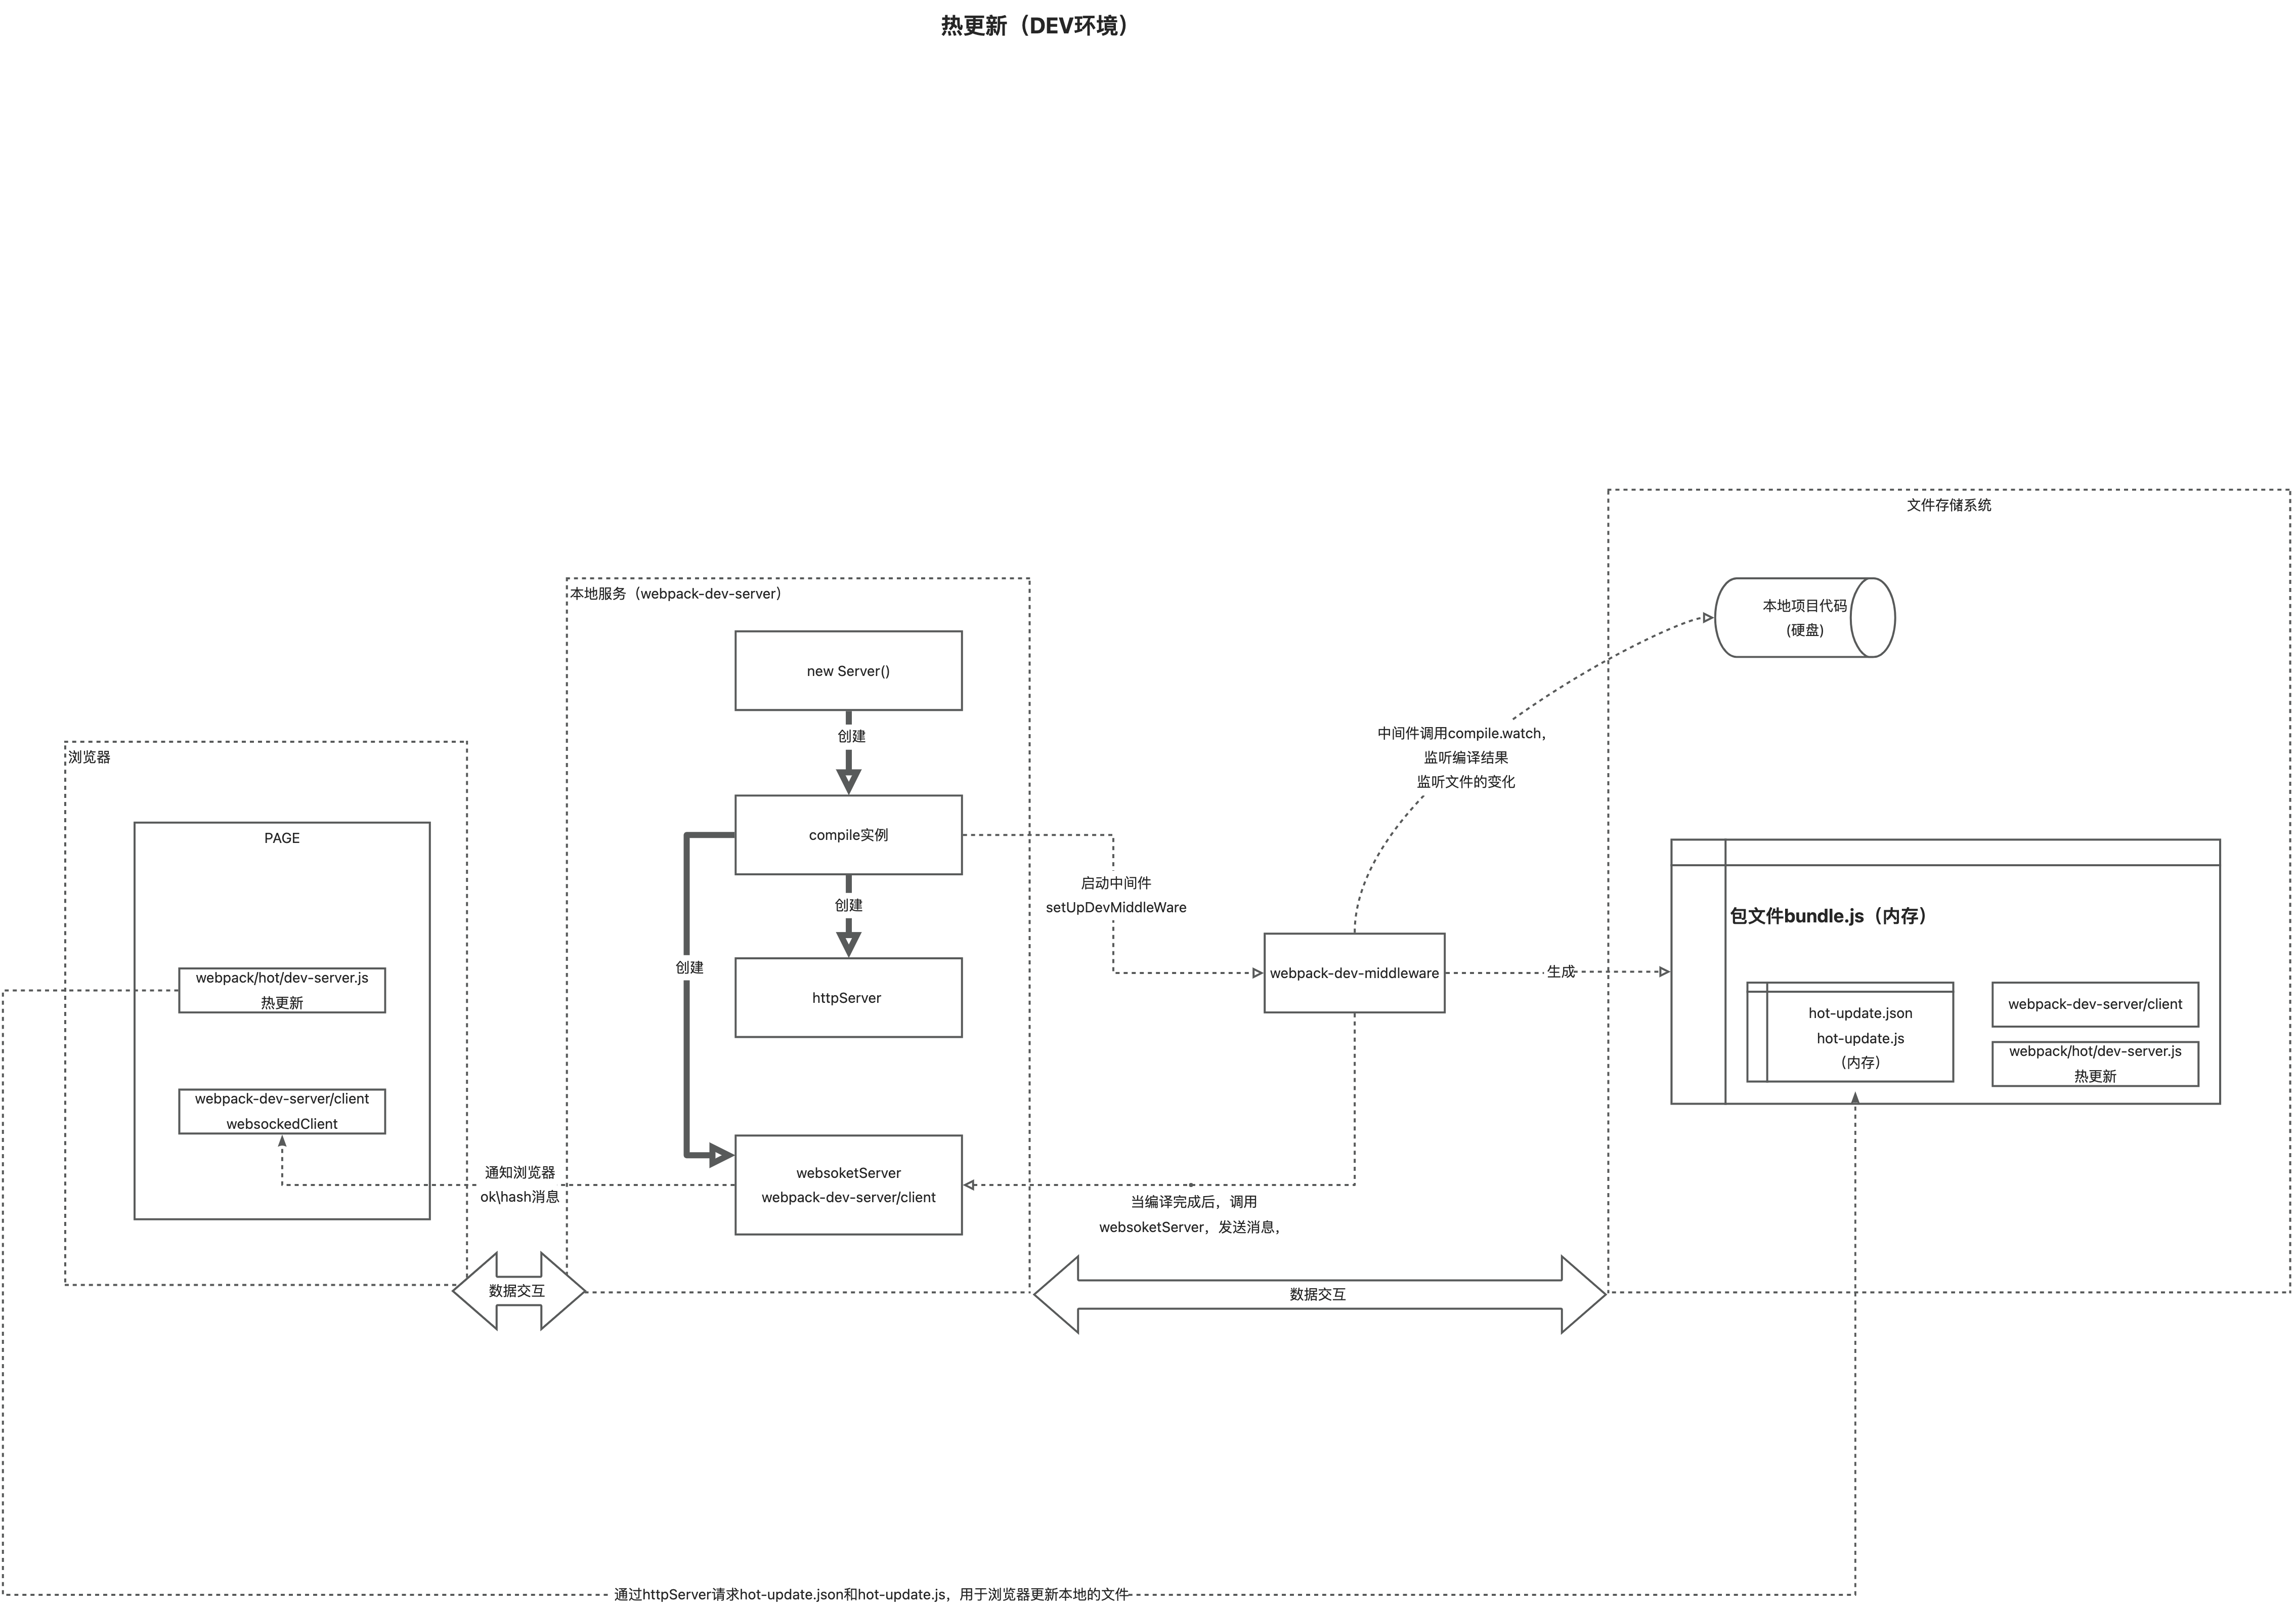 热更新（DEV环境）
文件存储系统
本地项目代码
(硬盘)
本地服务（webpack-dev-server）
new Server()
创建
中间件调用compile.watch，
监听编译结果
监听文件的变化
浏览器
PAGE
compile实例
启动中间件
setUpDevMiddleWare
创建
包文件bundle.js（内存）
创建
webpack-dev-middleware
生成
webpack/hot/dev-server.js
热更新
httpServer
hot-update.json
hot-update.js
（内存）
webpack-dev-server/client
webpack/hot/dev-server.js
热更新
webpack-dev-server/client
websockedClient
通知浏览器
ok\hash消息
websoketServer
webpack-dev-server/client
当编译完成后，调用
websoketServer，发送消息，
数据交互
数据交互
通过httpServer请求hot-update.json和hot-update.js，用于浏览器更新本地的文件